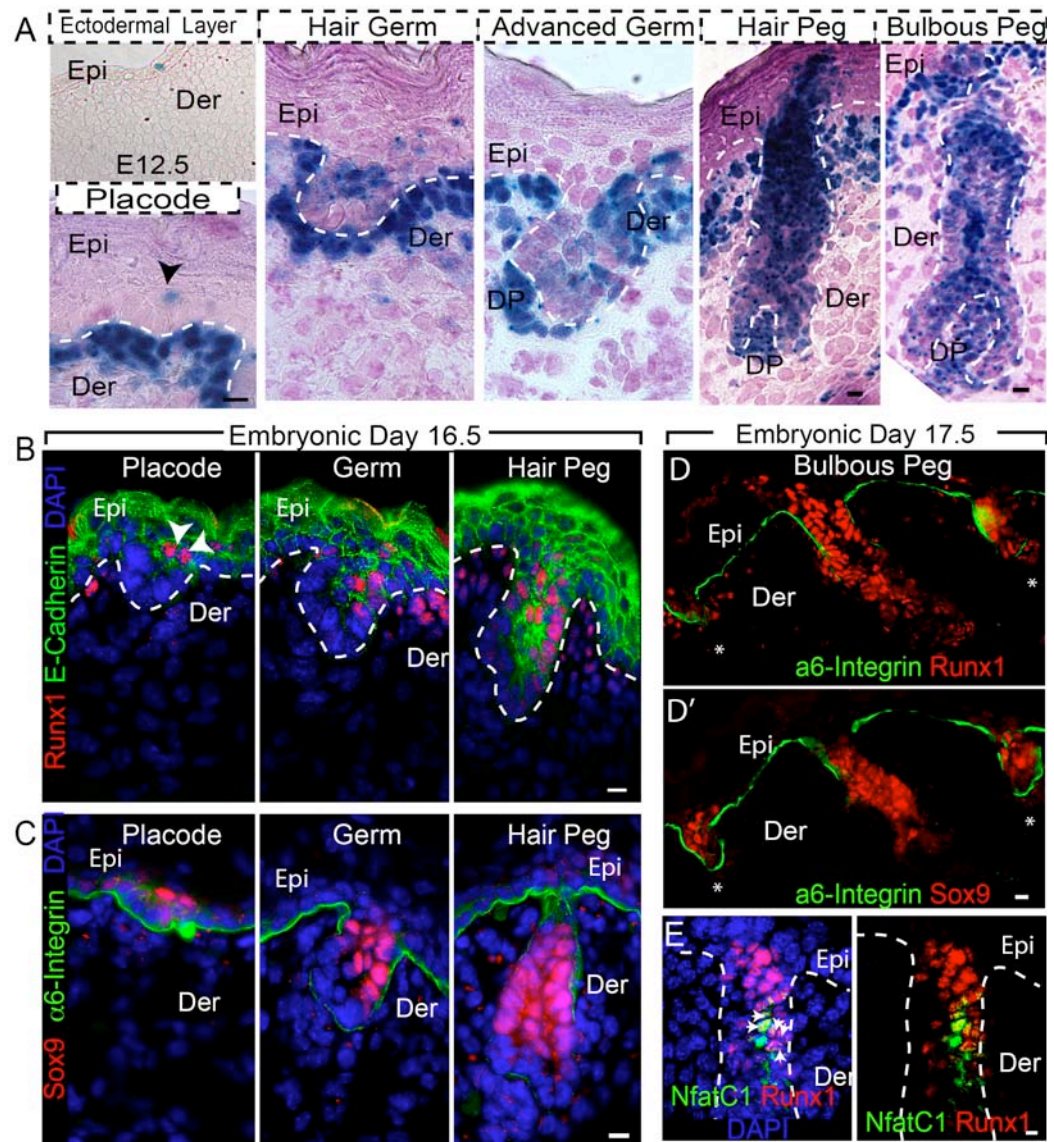 A
Ectodermal Layer
Hair Germ
Advanced Germ
Hair Peg
Bulbous Peg
Epi
Der
E12.5
Placode
Epi
Der
Epi
Der
Epi
Der
DP
Epi
Der
DP
Epi
Der
DP
B
Embryonic Day 16.5
Placode
Germ
Hair Peg
Runx1 E-Cadherin DAPI
Epi
Der
Epi
Der
Der
C
Placode
Germ
Hair Peg
Sox9 α6-Integrin DAPI
Epi
Der
Epi
Der
Epi
Der
Embryonic Day 17.5
Bulbous Peg
D
Epi
Der
*
*
a6-Integrin Runx1
D'
Epi
Der
*
*
a6-Integrin Sox9
E
Epi
Der
NfatC1 Runx1
DAPI
Epi
Der
NfatC1 Runx1